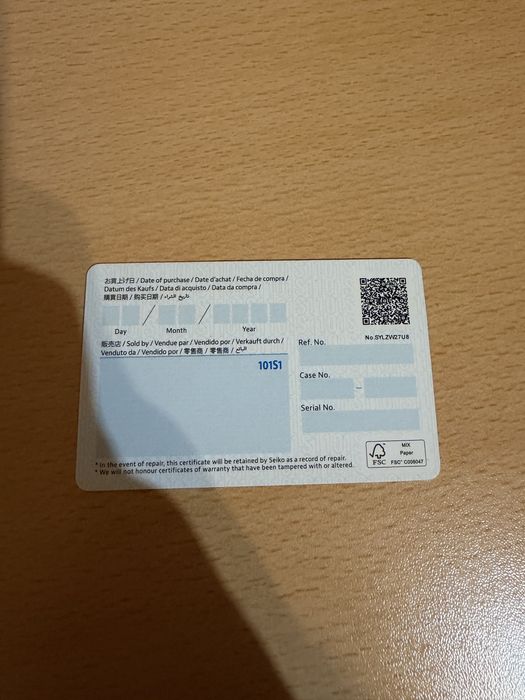 お買上げ日 / Date of purchase / Date d'achat / Fecha de compra /
Datum des Kaufs / Data di acquisto / Data da compra /
購買日期 / 购买日期 / تاريخ الشراء
Day / Month / Year
販売店 / Sold by / Vendue par / Vendido por / Verkauft durch /
Venduto da / Vendido por / 零售商 / 零售商 / البائع
101S1
* In the event of repair, this certificate will be retained by Seiko as a record of repair.
* We will not honour certificates of warranty that have been tampered with or altered.
No.SYLZW27U8
Ref. No.
Case No.
–
Serial No.
FSC
MIX
Paper
FSC® C008047